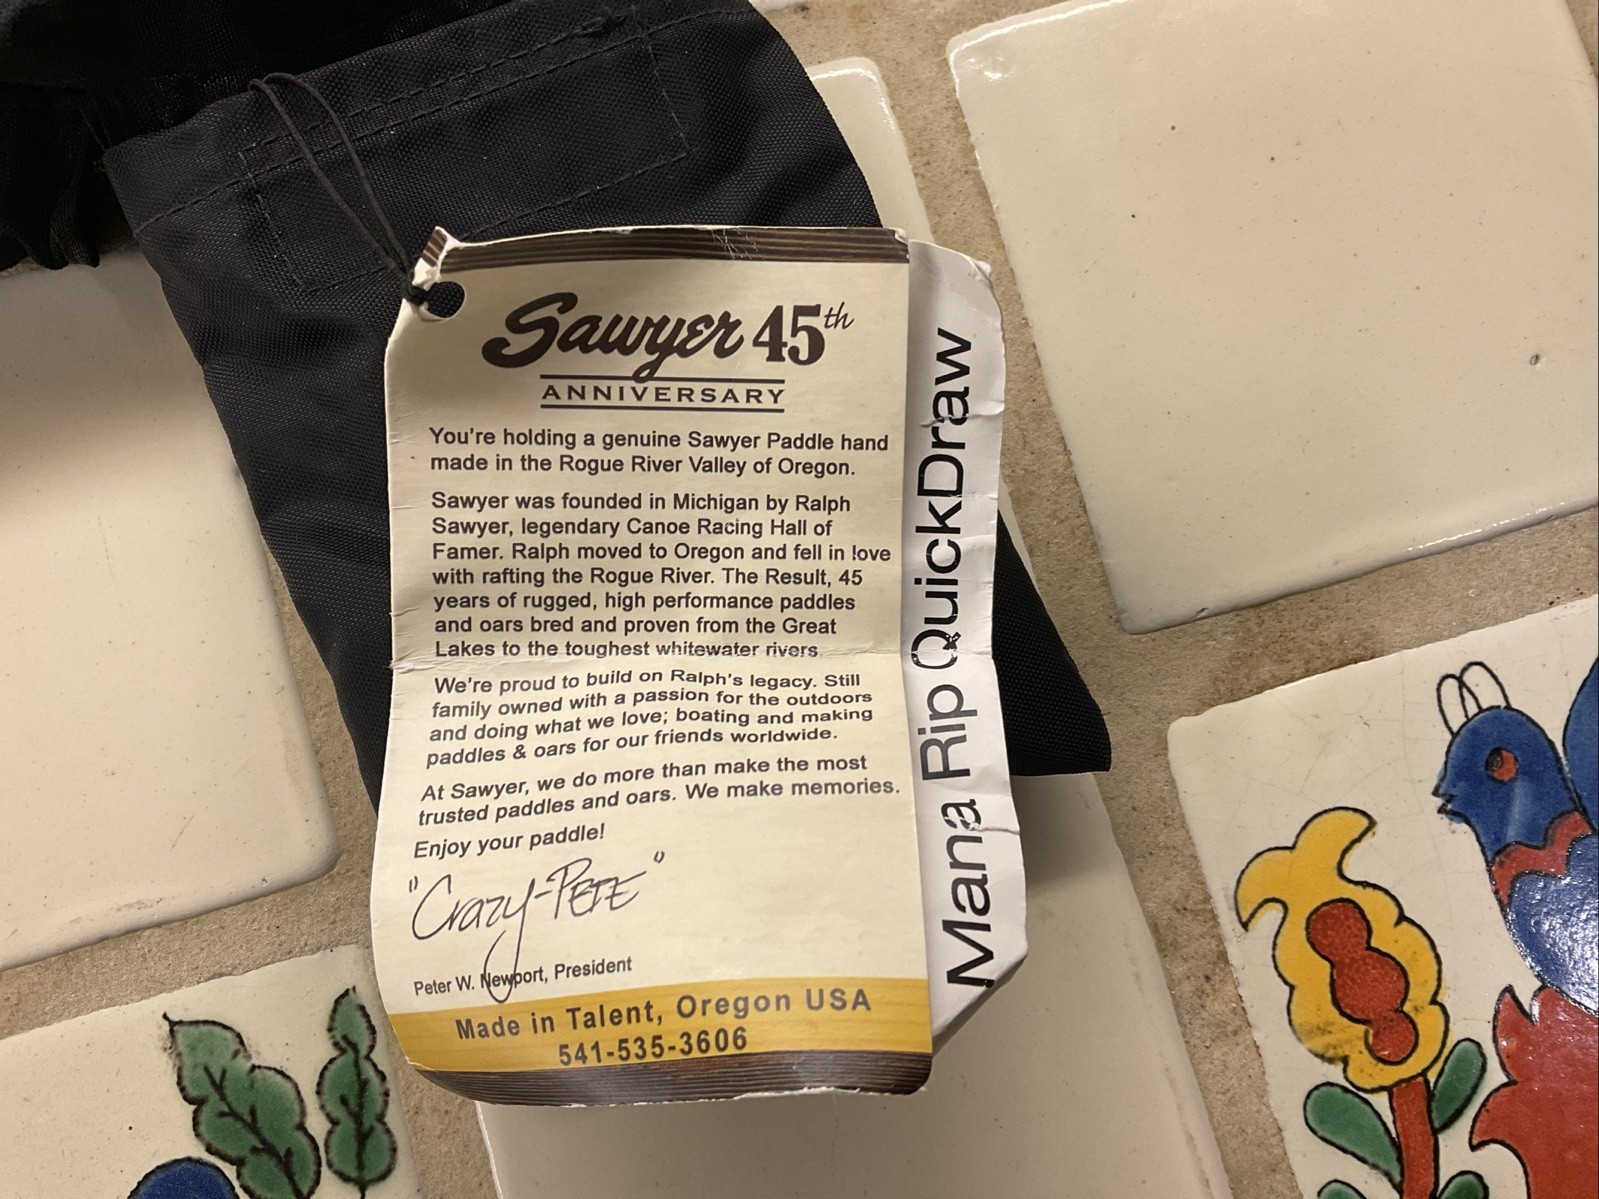 Sawyer 45th
ANNIVERSARY
You're holding a genuine Sawyer Paddle hand
made in the Rogue River Valley of Oregon.
Sawyer was founded in Michigan by Ralph
Sawyer, legendary Canoe Racing Hall of
Famer. Ralph moved to Oregon and fell in love
with rafting the Rogue River. The Result, 45
years of rugged, high performance paddles
and oars bred and proven from the Great
Lakes to the toughest whitewater rivers.
We're proud to build on Ralph's legacy. Still
family owned with a passion for the outdoors
and doing what we love; boating and making
paddles & oars for our friends worldwide.
At Sawyer, we do more than make the most
trusted paddles and oars. We make memories.
Enjoy your paddle!
"Crazy-PETE"
Peter W. Newport, President
Made in Talent, Oregon USA
541-535-3606
Mana Rip QuickDraw